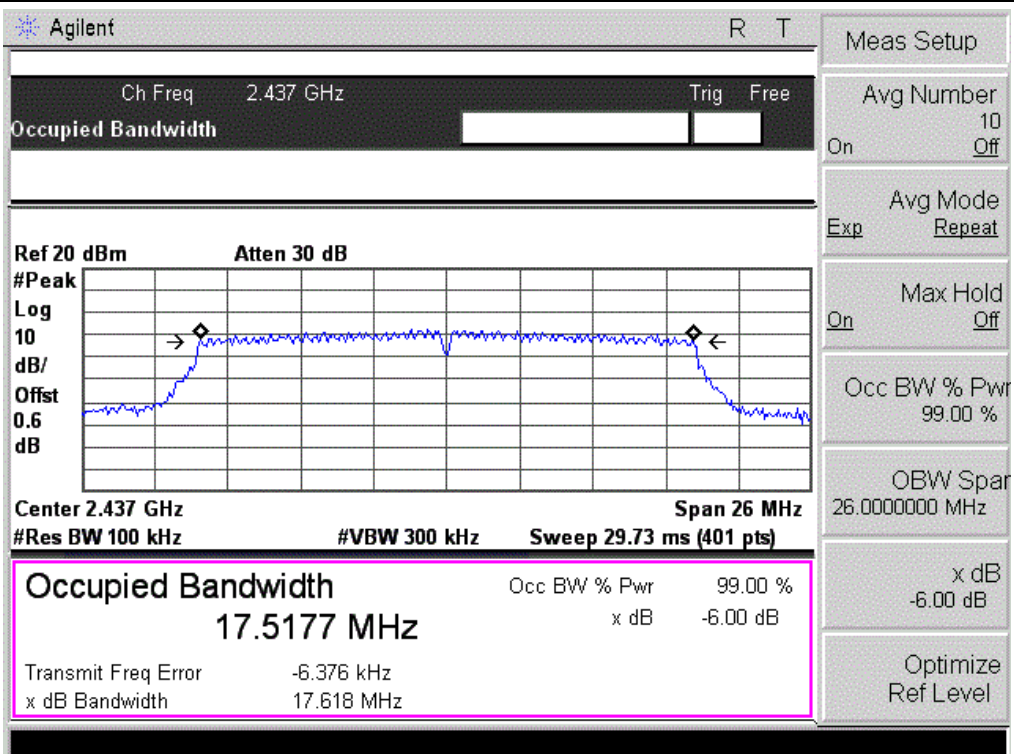 Agilent R T
Ch Freq 2.437 GHz Trig Free
Occupied Bandwidth
Ref 20 dBm Atten 30 dB
#Peak
Log
10
dB/
Offst
0.6
dB
Center 2.437 GHz Span 26 MHz
#Res BW 100 kHz #VBW 300 kHz Sweep 29.73 ms (401 pts)
Occupied Bandwidth Occ BW % Pwr 99.00 %
17.5177 MHz x dB -6.00 dB
Transmit Freq Error -6.376 kHz
x dB Bandwidth 17.618 MHz
Meas Setup
Avg Number
10
On Off
Avg Mode
Exp Repeat
Max Hold
On Off
Occ BW % Pwr
99.00 %
OBW Span
26.0000000 MHz
x dB
-6.00 dB
Optimize
Ref Level